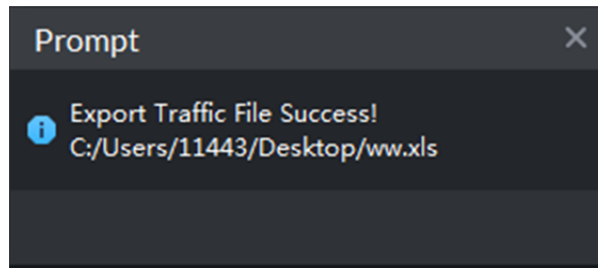 Prompt
Export Traffic File Success!
C:/Users/11443/Desktop/ww.xls